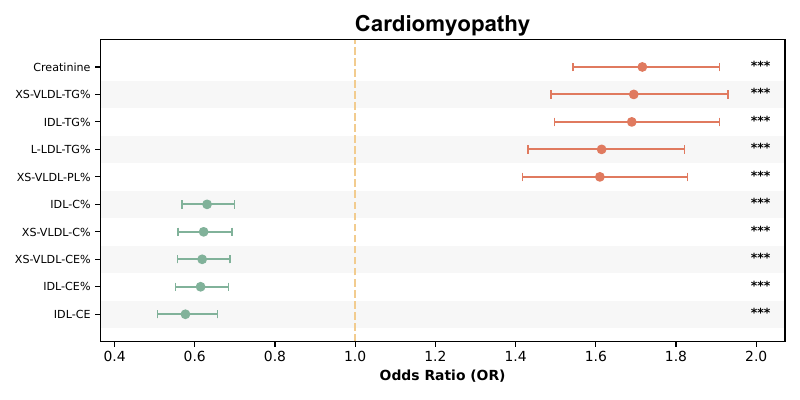 Cardiomyopathy
Creatinine ***
XS-VLDL-TG% ***
IDL-TG% ***
L-LDL-TG% ***
XS-VLDL-PL% ***
IDL-C% ***
XS-VLDL-C% ***
XS-VLDL-CE% ***
IDL-CE% ***
IDL-CE ***
0.4 0.6 0.8 1.0 1.2 1.4 1.6 1.8 2.0
Odds Ratio (OR)